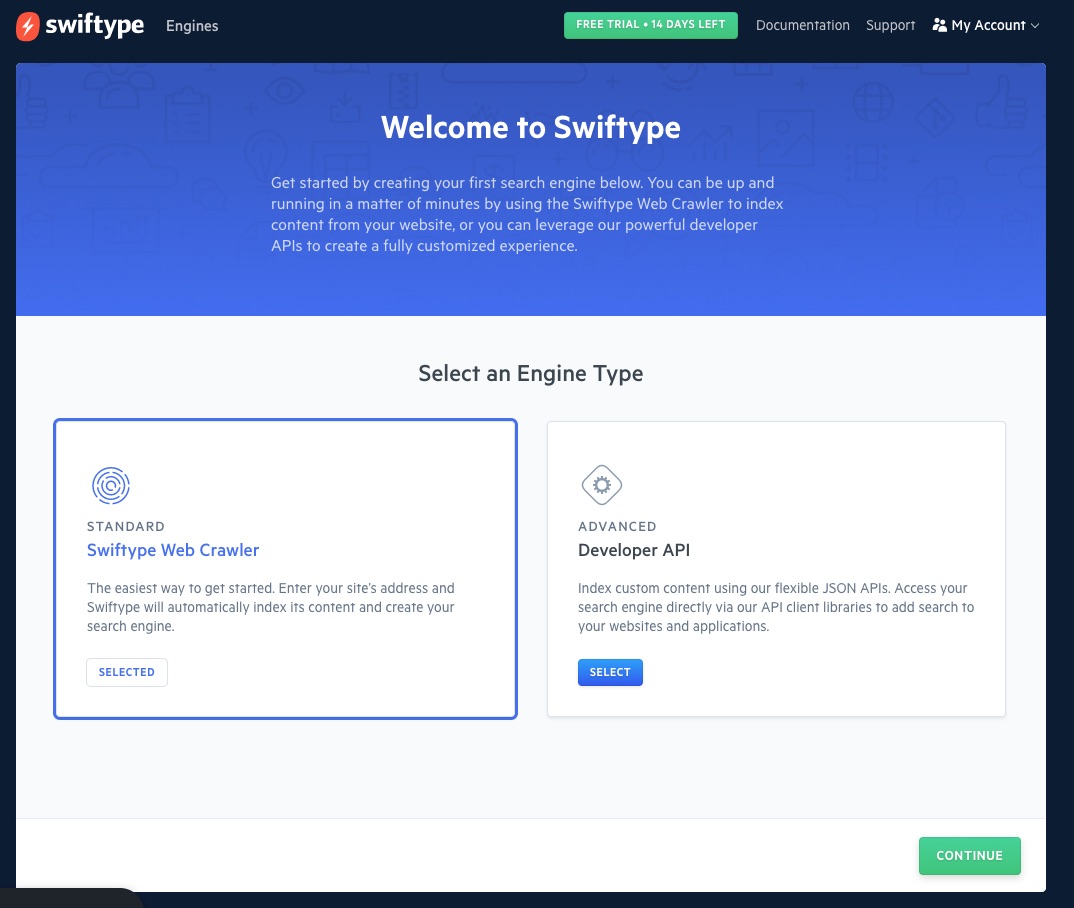 swiftype
Engines
FREE TRIAL • 14 DAYS LEFT
Documentation
Support
My Account
Welcome to Swiftype
Get started by creating your first search engine below. You can be up and
running in a matter of minutes by using the Swiftype Web Crawler to index
content from your website, or you can leverage our powerful developer
APIs to create a fully customized experience.
Select an Engine Type
STANDARD
Swiftype Web Crawler
The easiest way to get started. Enter your site's address and
Swiftype will automatically index its content and create your
search engine.
SELECTED
ADVANCED
Developer API
Index custom content using our flexible JSON APIs. Access your
search engine directly via our API client libraries to add search to
your websites and applications.
SELECT
CONTINUE